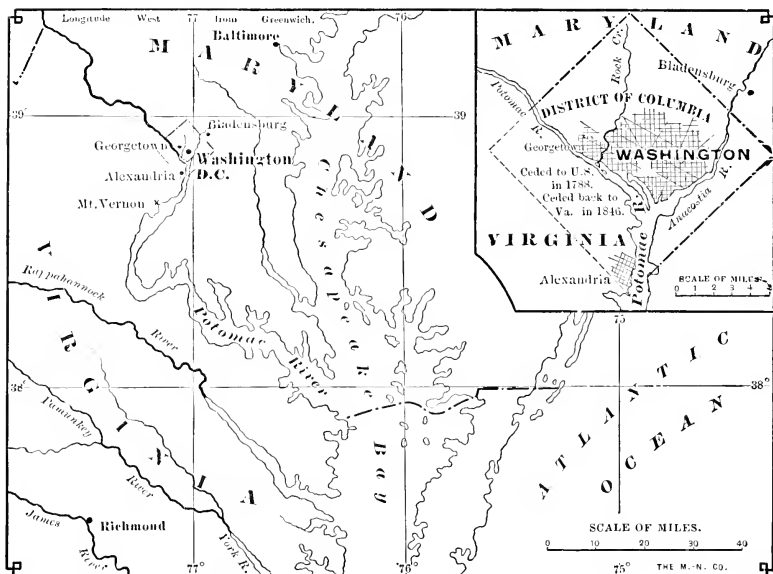 Longitude West from Greenwich.
77
76
Baltimore
MARYLAND
39
39
Bladensburg
Georgetown
Washington
D.C.
Alexandria
Mt. Vernon
Chesapeake
Bay
VIRGINIA
Rappahannock
River
Potomac
River
38
38°
Pamunkey
River
James
River
Richmond
York R.
77°
76
75
75°
ATLANTIC
OCEAN
SCALE OF MILES.
0 10 20 30 40
THE M.-N. CO.
MARYLAND
Rock Cr.
Bladensburg
Potomac R.
DISTRICT OF COLUMBIA
Georgetown
WASHINGTON
Ceded to U.S.
in 1788.
Ceded back to
Va. in 1846.
Anacostia R.
VIRGINIA
Potomac R.
Alexandria
SCALE OF MILES.
0 1 2 3 4 5